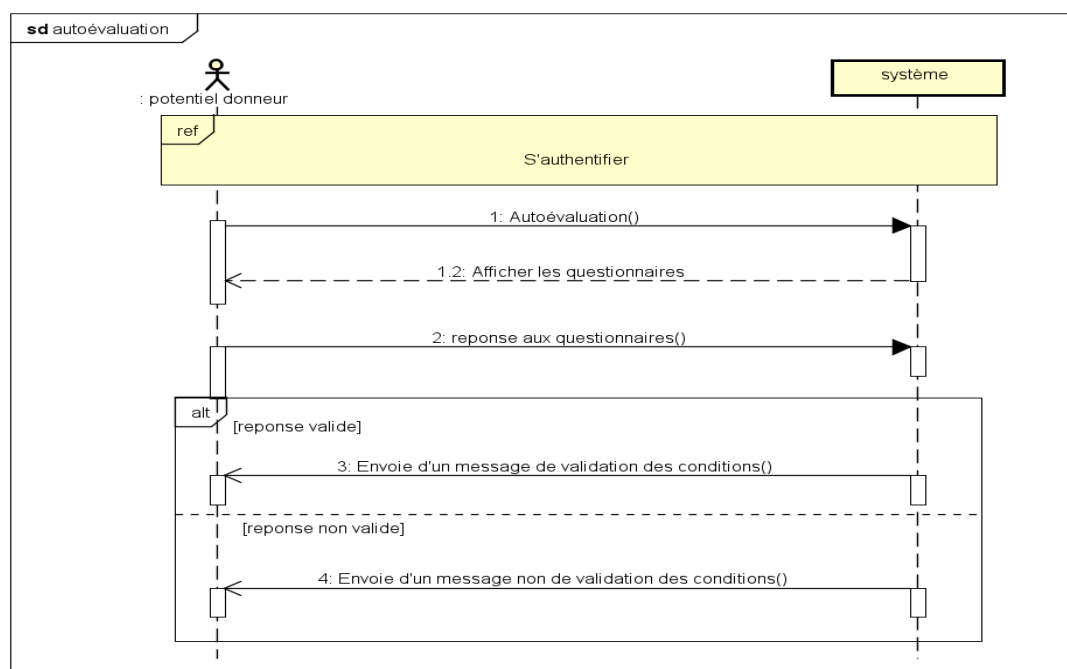 sd autoévaluation
: potentiel donneur
système
ref
S'authentifier
1: Autoévaluation()
1.2: Afficher les questionnaires
2: reponse aux questionnaires()
alt
[reponse valide]
3: Envoie d'un message de validation des conditions()
[reponse non valide]
4: Envoie d'un message non de validation des conditions()